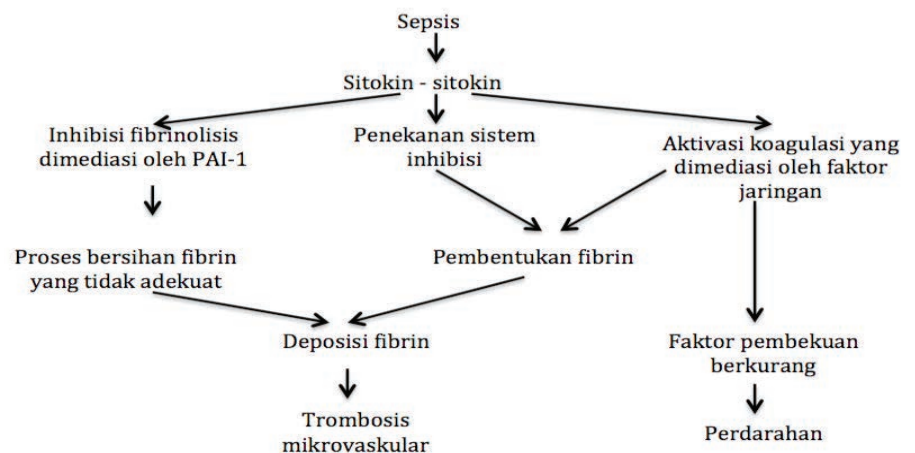 Sepsis
Sitokin - sitokin
Inhibisi fibrinolisis
dimediasi oleh PAI-1
Penekanan sistem
inhibisi
Aktivasi koagulasi yang
dimediasi oleh faktor
jaringan
Proses bersihan fibrin
yang tidak adekuat
Pembentukan fibrin
Deposisi fibrin
Faktor pembekuan
berkurang
Trombosis
mikrovaskular
Perdarahan